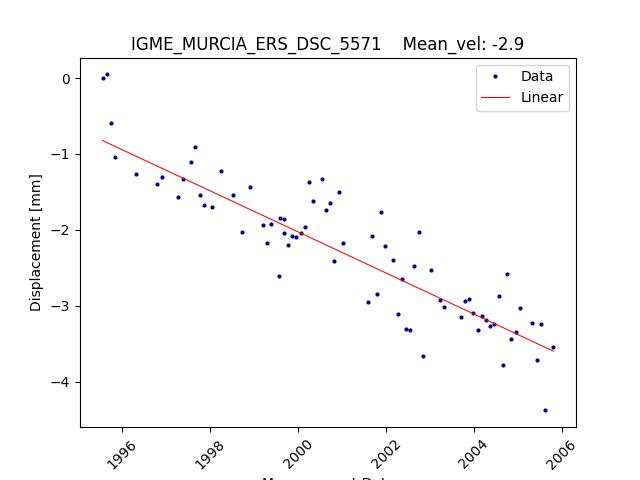 IGME_MURCIA_ERS_DSC_5571    Mean_vel: -2.9
Data
Linear
Displacement [mm]
0
−1
−2
−3
−4
1996
1998
2000
2002
2004
2006